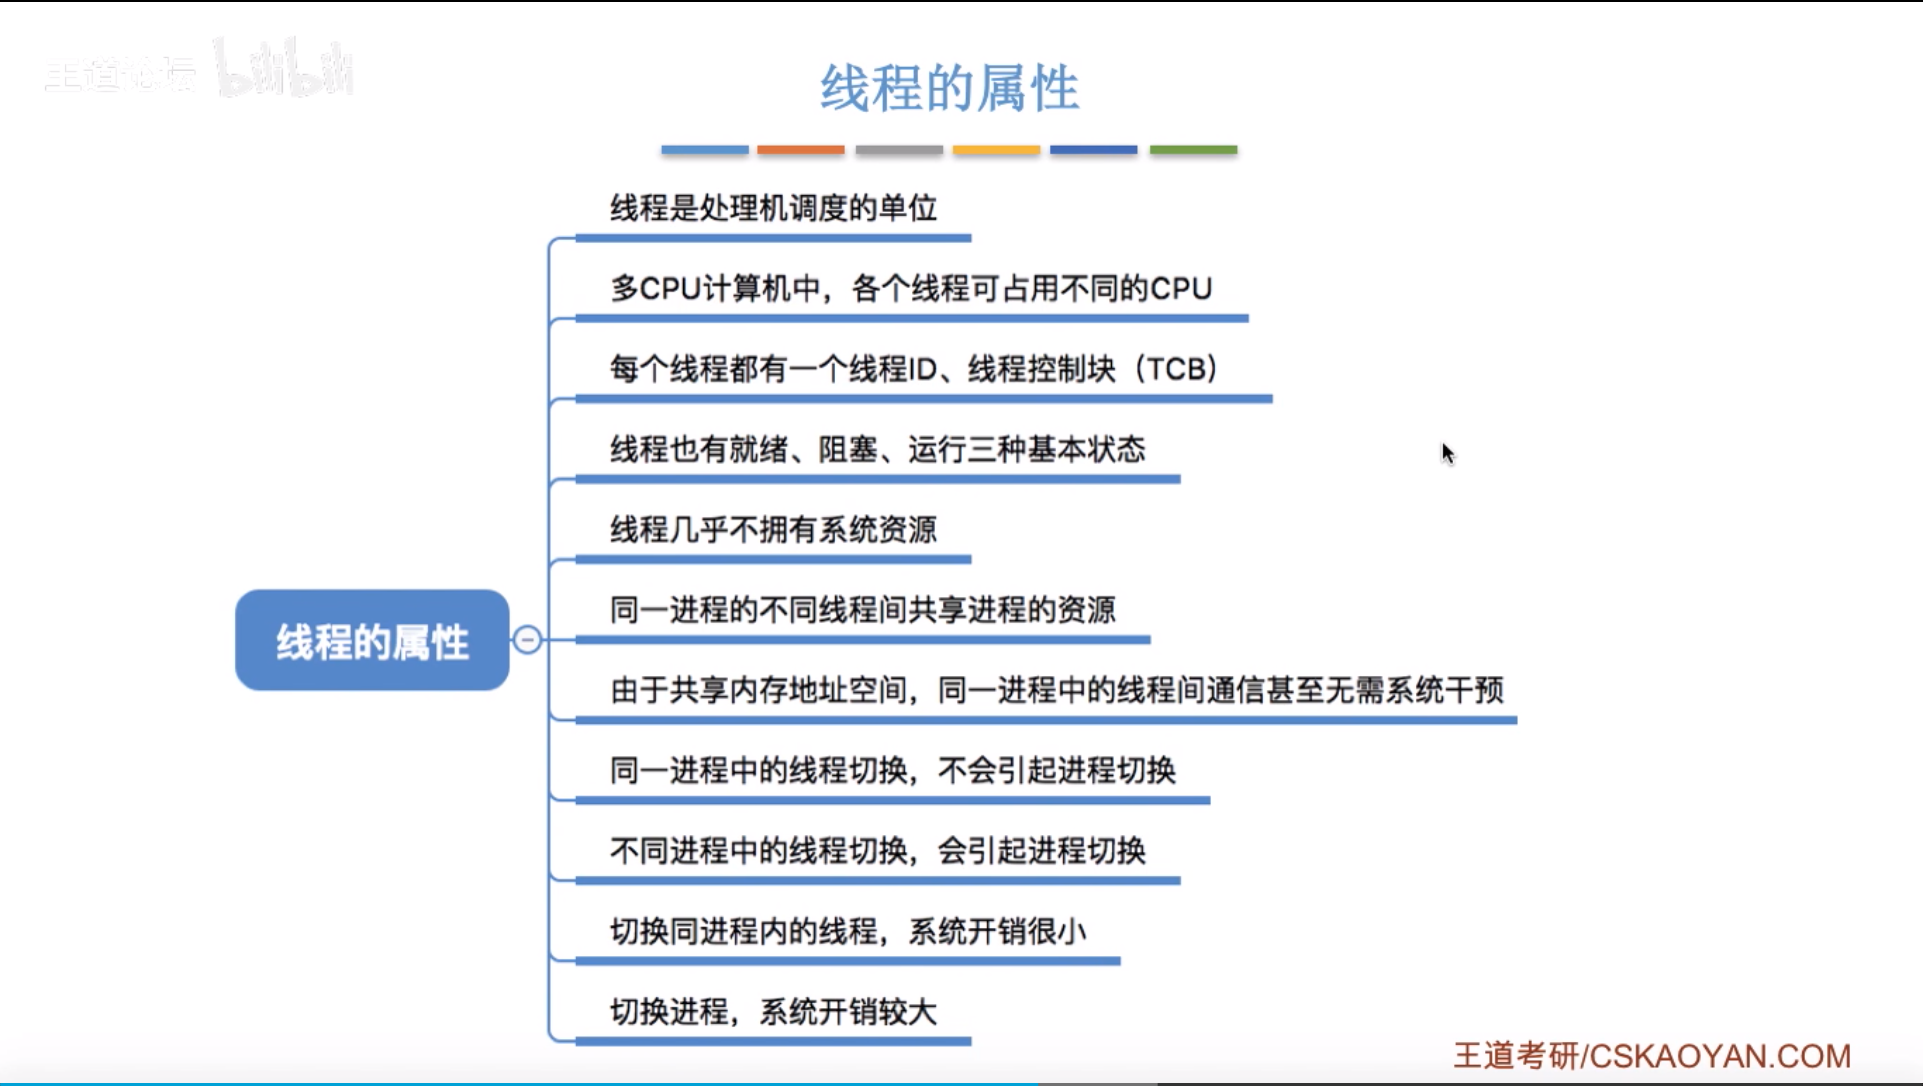 王道论坛 bilibili
线程的属性
线程是处理机调度的单位
多CPU计算机中，各个线程可占用不同的CPU
每个线程都有一个线程ID、线程控制块（TCB）
线程也有就绪、阻塞、运行三种基本状态
线程几乎不拥有系统资源
同一进程的不同线程间共享进程的资源
线程的属性
由于共享内存地址空间，同一进程中的线程间通信甚至无需系统干预
同一进程中的线程切换，不会引起进程切换
不同进程中的线程切换，会引起进程切换
切换同进程内的线程，系统开销很小
切换进程，系统开销较大
王道考研/CSKAOYAN.COM